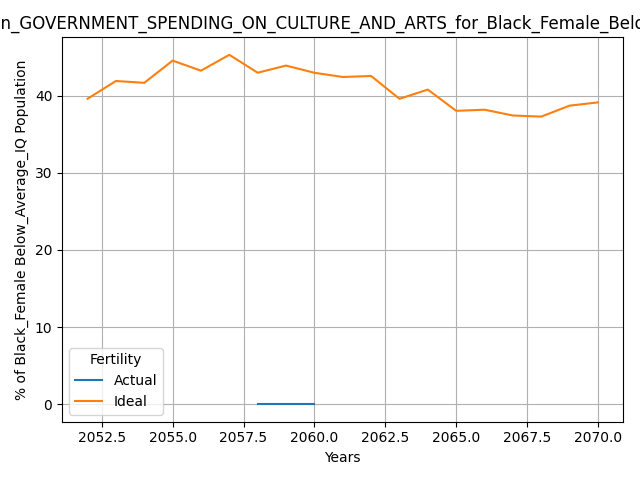 n_GOVERNMENT_SPENDING_ON_CULTURE_AND_ARTS_for_Black_Female_Belo
% of Black_Female Below_Average_IQ Population
40
30
20
10
0
Fertility
Actual
Ideal
2052.5 2055.0 2057.5 2060.0 2062.5 2065.0 2067.5 2070.0
Years